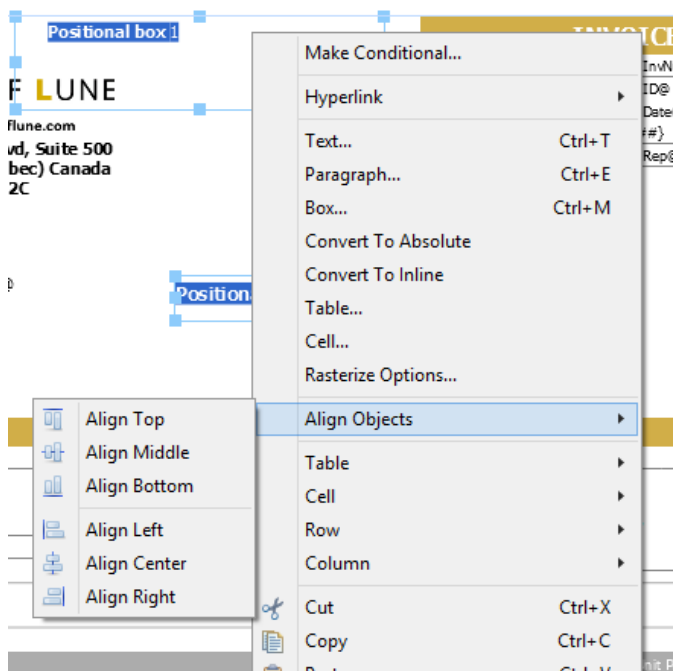 Positional box 1
INVOICE
F LUNE
flune.com
vd, Suite 500
bec) Canada
2C
InvN
ID@
Date
#}
Rep@
Position
Make Conditional...
Hyperlink
Text... Ctrl+T
Paragraph... Ctrl+E
Box... Ctrl+M
Convert To Absolute
Convert To Inline
Table...
Cell...
Rasterize Options...
Align Objects
Table
Cell
Row
Column
Cut Ctrl+X
Copy Ctrl+C
Align Top
Align Middle
Align Bottom
Align Left
Align Center
Align Right